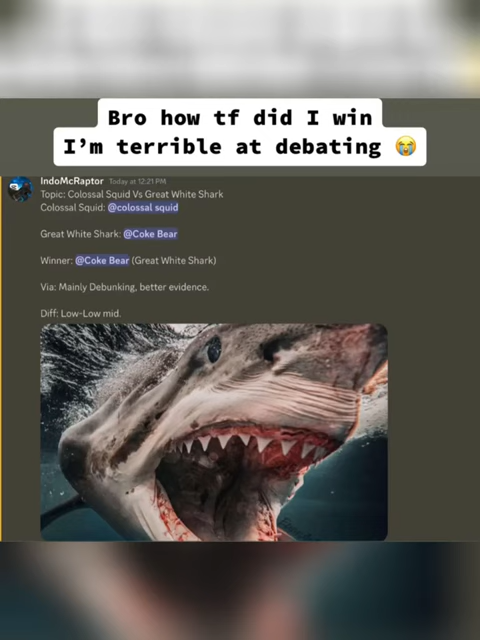 Bro how tf did I win
I'm terrible at debating 😭
IndoMcRaptor Today at 12:21 PM
Topic: Colossal Squid Vs Great White Shark
Colossal Squid: @colossal squid
Great White Shark: @Coke Bear
Winner: @Coke Bear (Great White Shark)
Via: Mainly Debunking, better evidence.
Diff: Low-Low mid.